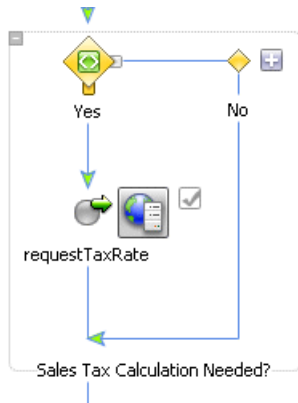 Yes
No
requestTaxRate
Sales Tax Calculation Needed?